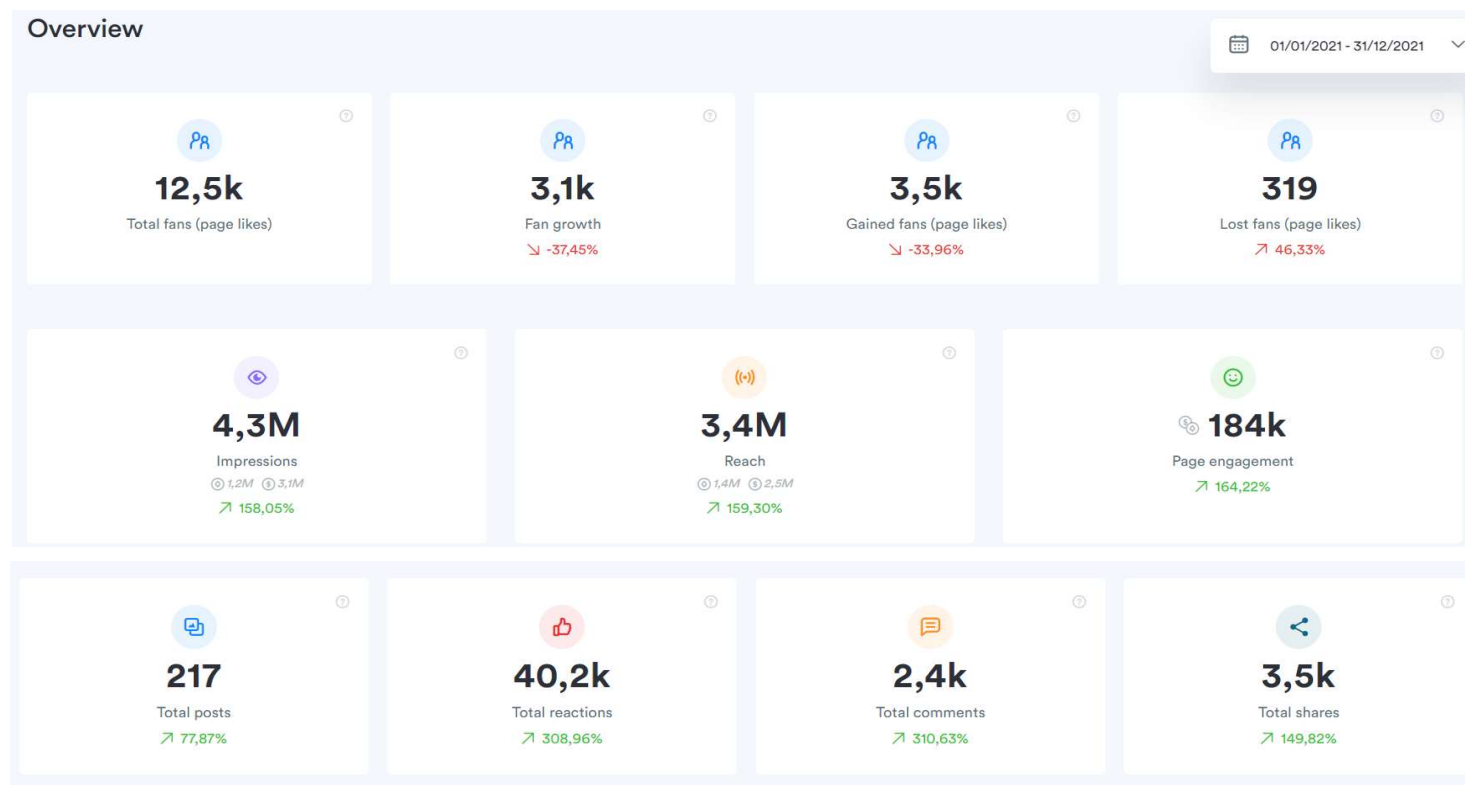 Overview
01/01/2021 - 31/12/2021
12,5k
Total fans (page likes)
3,1k
Fan growth
-37,45%
3,5k
Gained fans (page likes)
-33,96%
319
Lost fans (page likes)
46,33%
4,3M
Impressions
1,2M 3,1M
158,05%
3,4M
Reach
1,4M 2,5M
159,30%
184k
Page engagement
164,22%
217
Total posts
77,87%
40,2k
Total reactions
308,96%
2,4k
Total comments
310,63%
3,5k
Total shares
149,82%